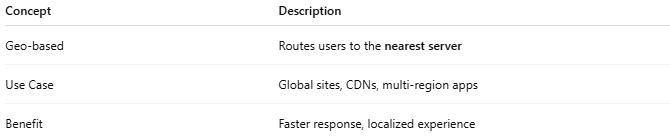 Concept Description
Geo-based Routes users to the nearest server
Use Case Global sites, CDNs, multi-region apps
Benefit Faster response, localized experience